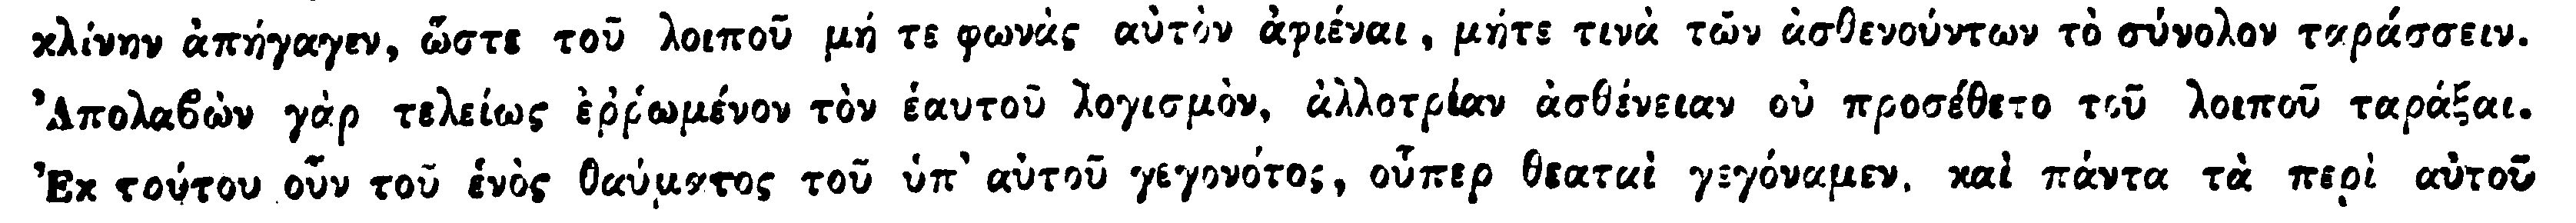 κλίνην ἀπήγαγεν, ὥστε τοῦ λοιποῦ μή τε φωνὰς αὐτὸν ἀφιέναι, μήτε τινὰ τῶν ἀσθενούντων τὸ σύνολον ταράσσειν.
Ἀπολαβὼν γὰρ τελείως ἐῤῥωμένον τὸν ἑαυτοῦ λογισμὸν, ἀλλοτρίαν ἀσθένειαν οὐ προσέθετο τοῦ λοιποῦ ταράξαι.
Ἐκ τούτου οὖν τοῦ ἑνὸς θαύματος τοῦ ὑπ' αὐτοῦ γεγονότος, οὗπερ θεαταὶ γεγόναμεν, καὶ πάντα τὰ περὶ αὐτοῦ